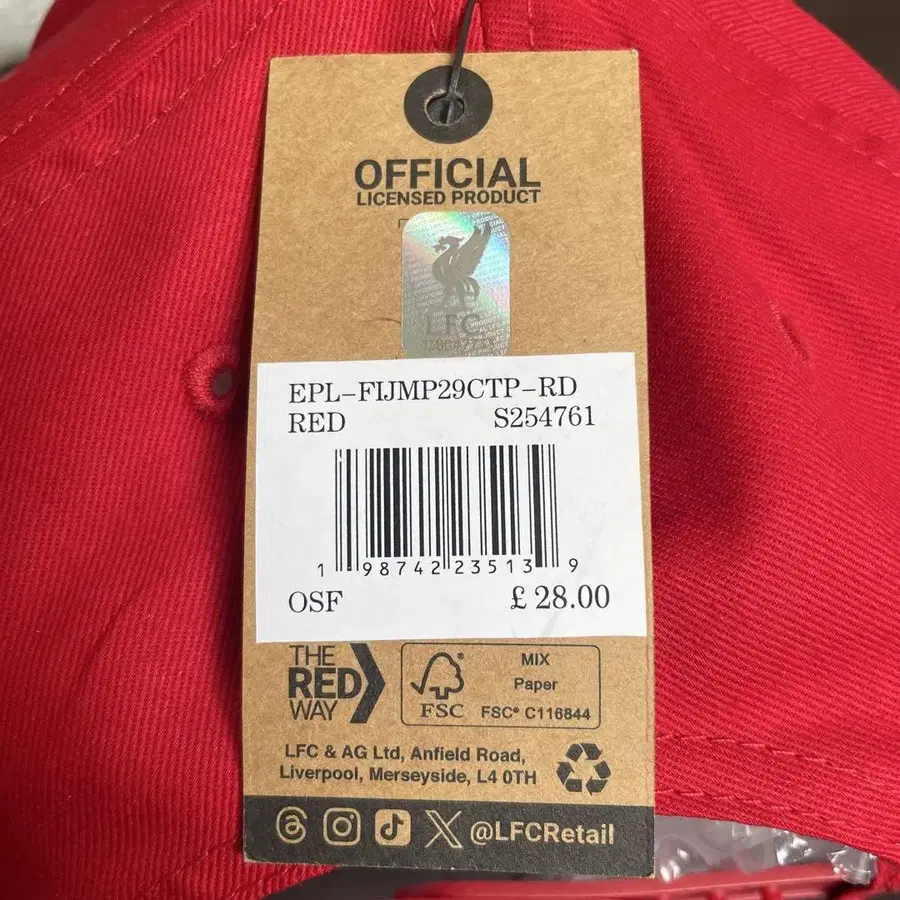 OFFICIAL
LICENSED PRODUCT
LFC
EPL-FIJMP29CTP-RD
RED S254761
1 98742 23513 9
OSF £ 28.00
THE
RED
WAY
FSC
MIX
Paper
FSC® C116844
LFC & AG Ltd, Anfield Road,
Liverpool, Merseyside, L4 0TH
@LFCRetail